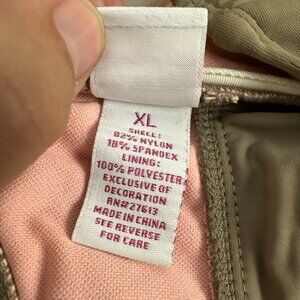 XL
SHELL:
82% NYLON
18% SPANDEX
LINING:
100% POLYESTER
EXCLUSIVE OF
DECORATION
RN#27613
MADE IN CHINA
SEE REVERSE
FOR CARE